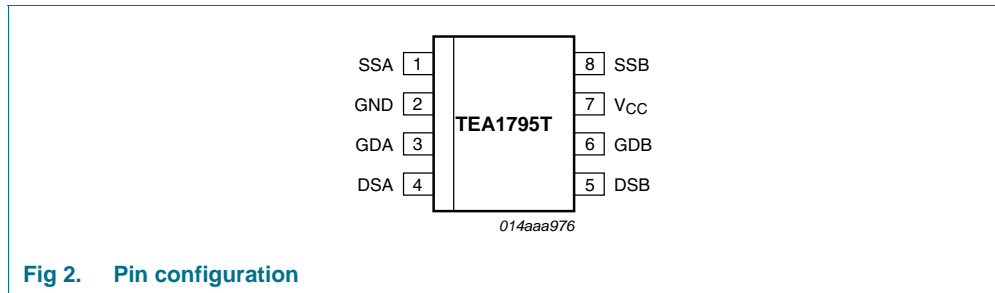 SSA 1 8 SSB
GND 2 7 VCC
TEA1795T
GDA 3 6 GDB
DSA 4 5 DSB
014aaa976
Fig 2. Pin configuration